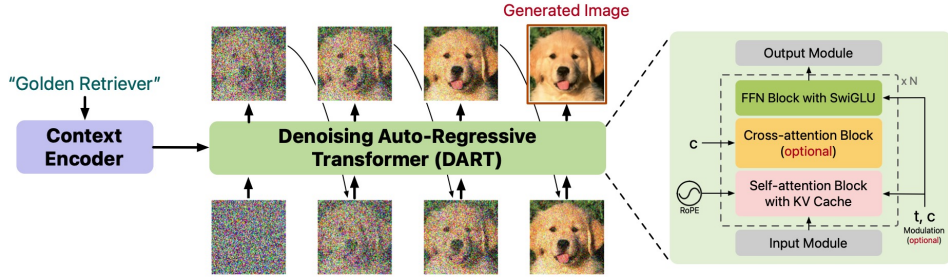 Generated Image
"Golden Retriever"
Context
Encoder
Denoising Auto-Regressive
Transformer (DART)
Output Module
x N
FFN Block with SwiGLU
c
Cross-attention Block
(optional)
Self-attention Block
with KV Cache
RoPE
t, c
Modulation
(optional)
Input Module